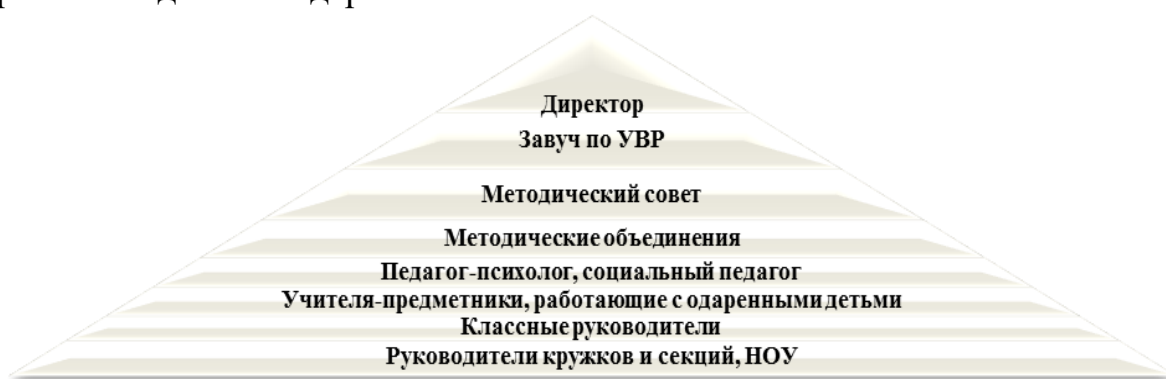 Директор
Завуч по УВР
Методический совет
Методические объединения
Педагог-психолог, социальный педагог
Учителя-предметники, работающие с одаренными детьми
Классные руководители
Руководители кружков и секций, НОУ